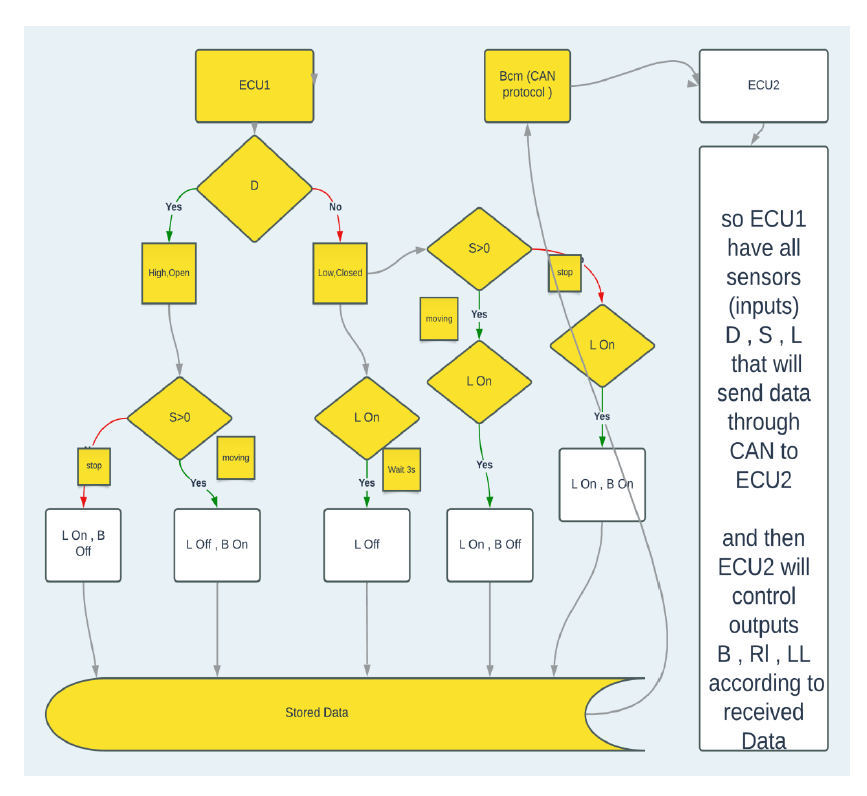 ECU1
Bcm (CAN
protocol )
ECU2
D
Yes
No
High,Open
Low,Closed
S>0
stop
moving
Yes
L On
L On
S>0
moving
stop
Yes
L On
Wait 3s
Yes
Yes
Yes
L On , B
Off
L Off , B On
L Off
L On , B Off
L On , B On
Stored Data
so ECU1
have all
sensors
(inputs)
D , S , L
that will
send data
through
CAN to
ECU2
and then
ECU2 will
control
outputs
B , Rl , LL
according to
received
Data